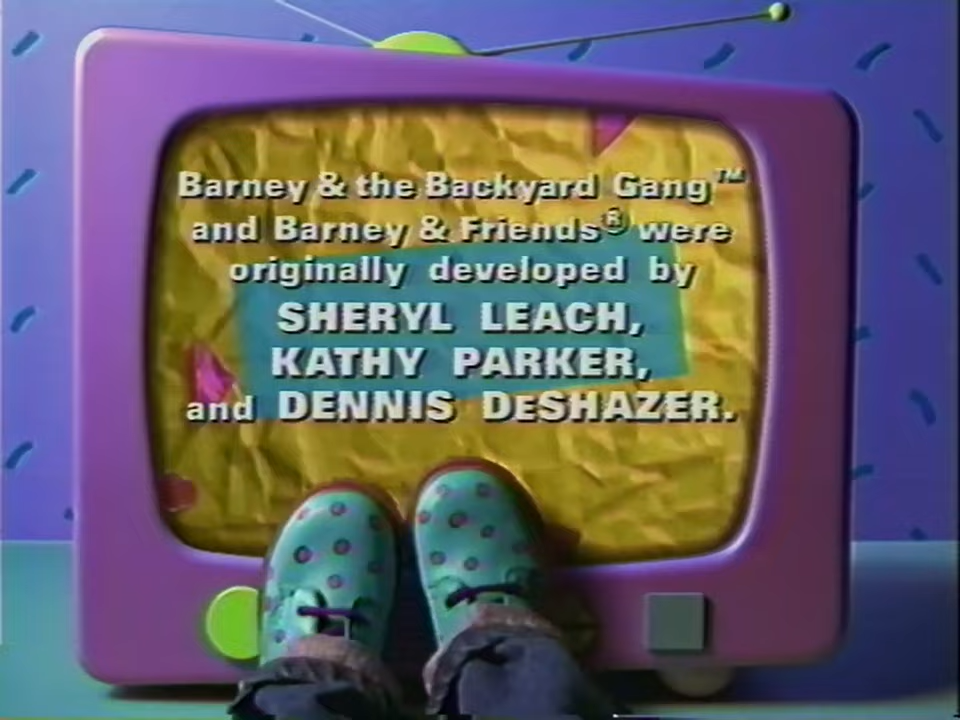 Barney & the Backyard Gang™
and Barney & Friends® were
originally developed by
SHERYL LEACH,
KATHY PARKER,
and DENNIS DeSHAZER.